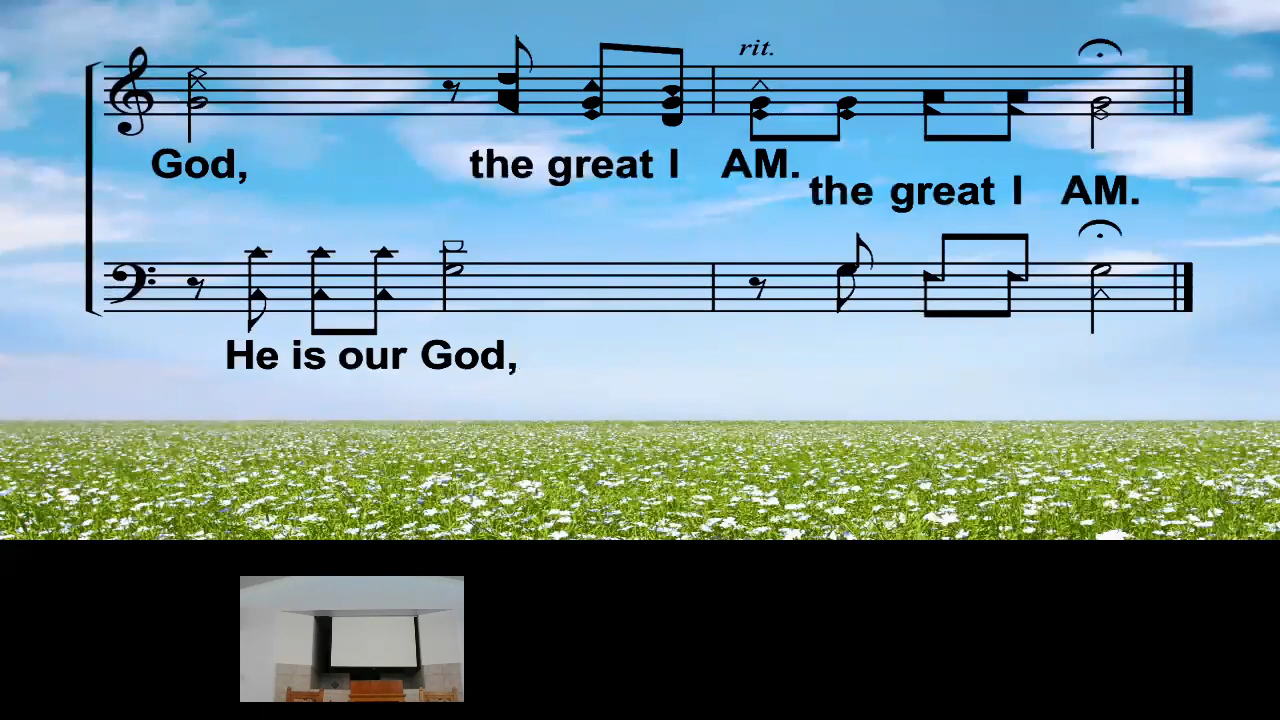 rit.
God, the great I AM.
the great I AM.
He is our God,